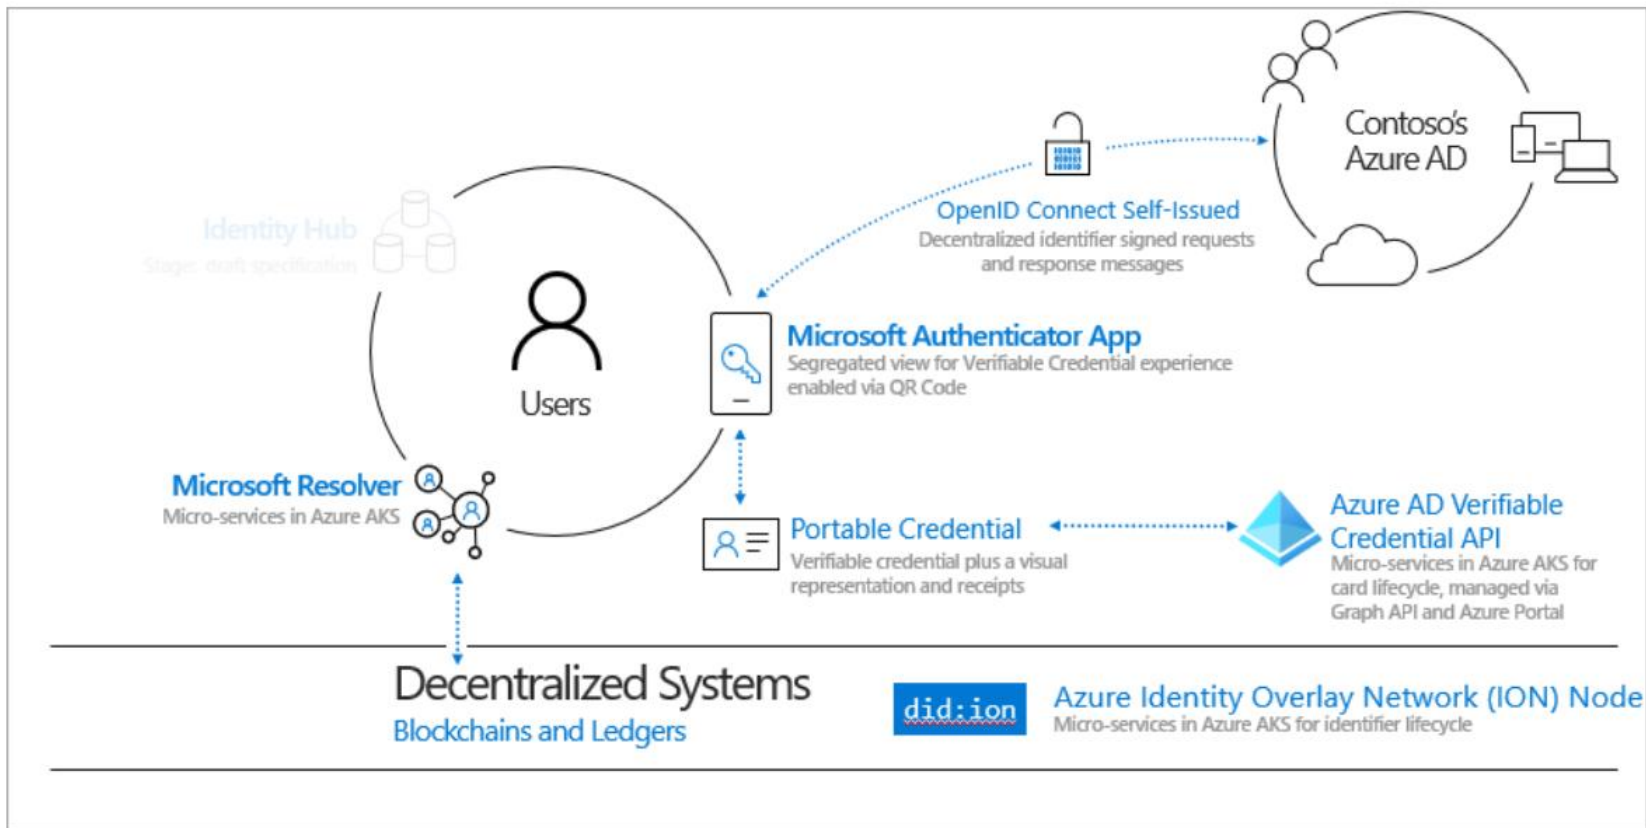 Contoso's
Azure AD
OpenID Connect Self-Issued
Decentralized identifier signed requests
and response messages
Identity Hub
Stage: draft specification
Users
Microsoft Authenticator App
Segregated view for Verifiable Credential experience
enabled via QR Code
Microsoft Resolver
Micro-services in Azure AKS
Portable Credential
Verifiable credential plus a visual
representation and receipts
Azure AD Verifiable
Credential API
Micro-services in Azure AKS for
card lifecycle, managed via
Graph API and Azure Portal
Decentralized Systems
Blockchains and Ledgers
did:ion
Azure Identity Overlay Network (ION) Node
Micro-services in Azure AKS for identifier lifecycle